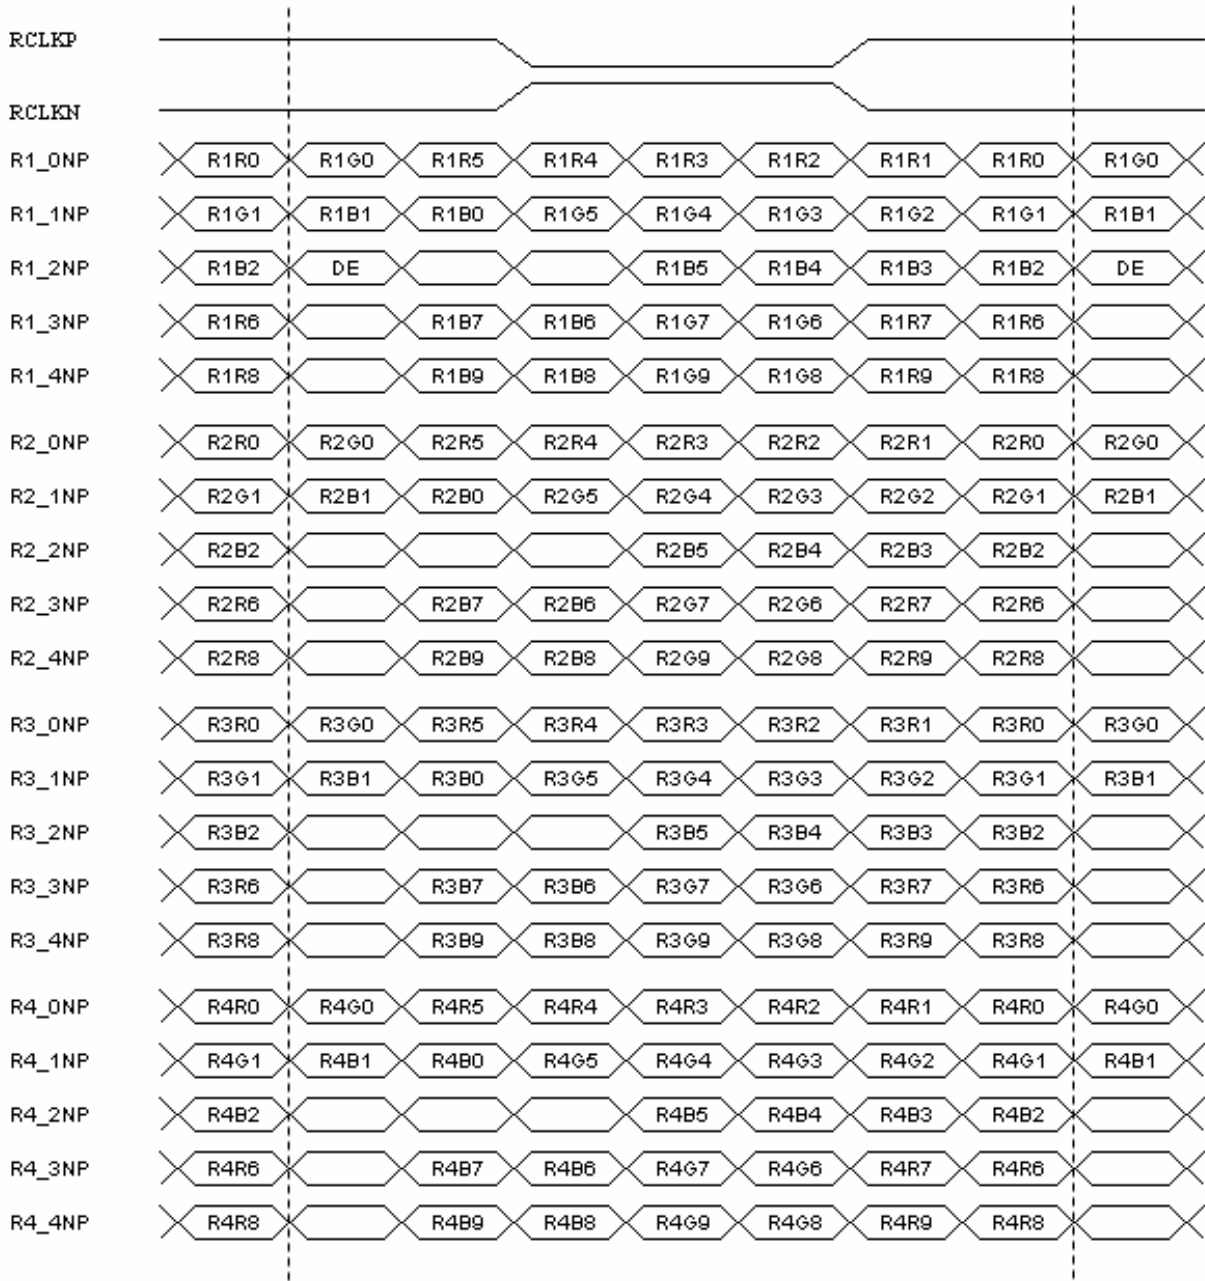 RCLKP
RCLKN
R1_0NP R1R0 R1G0 R1R5 R1R4 R1R3 R1R2 R1R1 R1R0 R1G0
R1_1NP R1G1 R1B1 R1B0 R1G5 R1G4 R1G3 R1G2 R1G1 R1B1
R1_2NP R1B2 DE R1B5 R1B4 R1B3 R1B2 DE
R1_3NP R1R6 R1B7 R1B6 R1G7 R1G6 R1R7 R1R6
R1_4NP R1R8 R1B9 R1B8 R1G9 R1G8 R1R9 R1R8
R2_0NP R2R0 R2G0 R2R5 R2R4 R2R3 R2R2 R2R1 R2R0 R2G0
R2_1NP R2G1 R2B1 R2B0 R2G5 R2G4 R2G3 R2G2 R2G1 R2B1
R2_2NP R2B2 R2B5 R2B4 R2B3 R2B2
R2_3NP R2R6 R2B7 R2B6 R2G7 R2G6 R2R7 R2R6
R2_4NP R2R8 R2B9 R2B8 R2G9 R2G8 R2R9 R2R8
R3_0NP R3R0 R3G0 R3R5 R3R4 R3R3 R3R2 R3R1 R3R0 R3G0
R3_1NP R3G1 R3B1 R3B0 R3G5 R3G4 R3G3 R3G2 R3G1 R3B1
R3_2NP R3B2 R3B5 R3B4 R3B3 R3B2
R3_3NP R3R6 R3B7 R3B6 R3G7 R3G6 R3R7 R3R6
R3_4NP R3R8 R3B9 R3B8 R3G9 R3G8 R3R9 R3R8
R4_0NP R4R0 R4G0 R4R5 R4R4 R4R3 R4R2 R4R1 R4R0 R4G0
R4_1NP R4G1 R4B1 R4B0 R4G5 R4G4 R4G3 R4G2 R4G1 R4B1
R4_2NP R4B2 R4B5 R4B4 R4B3 R4B2
R4_3NP R4R6 R4B7 R4B6 R4G7 R4G6 R4R7 R4R6
R4_4NP R4R8 R4B9 R4B8 R4G9 R4G8 R4R9 R4R8